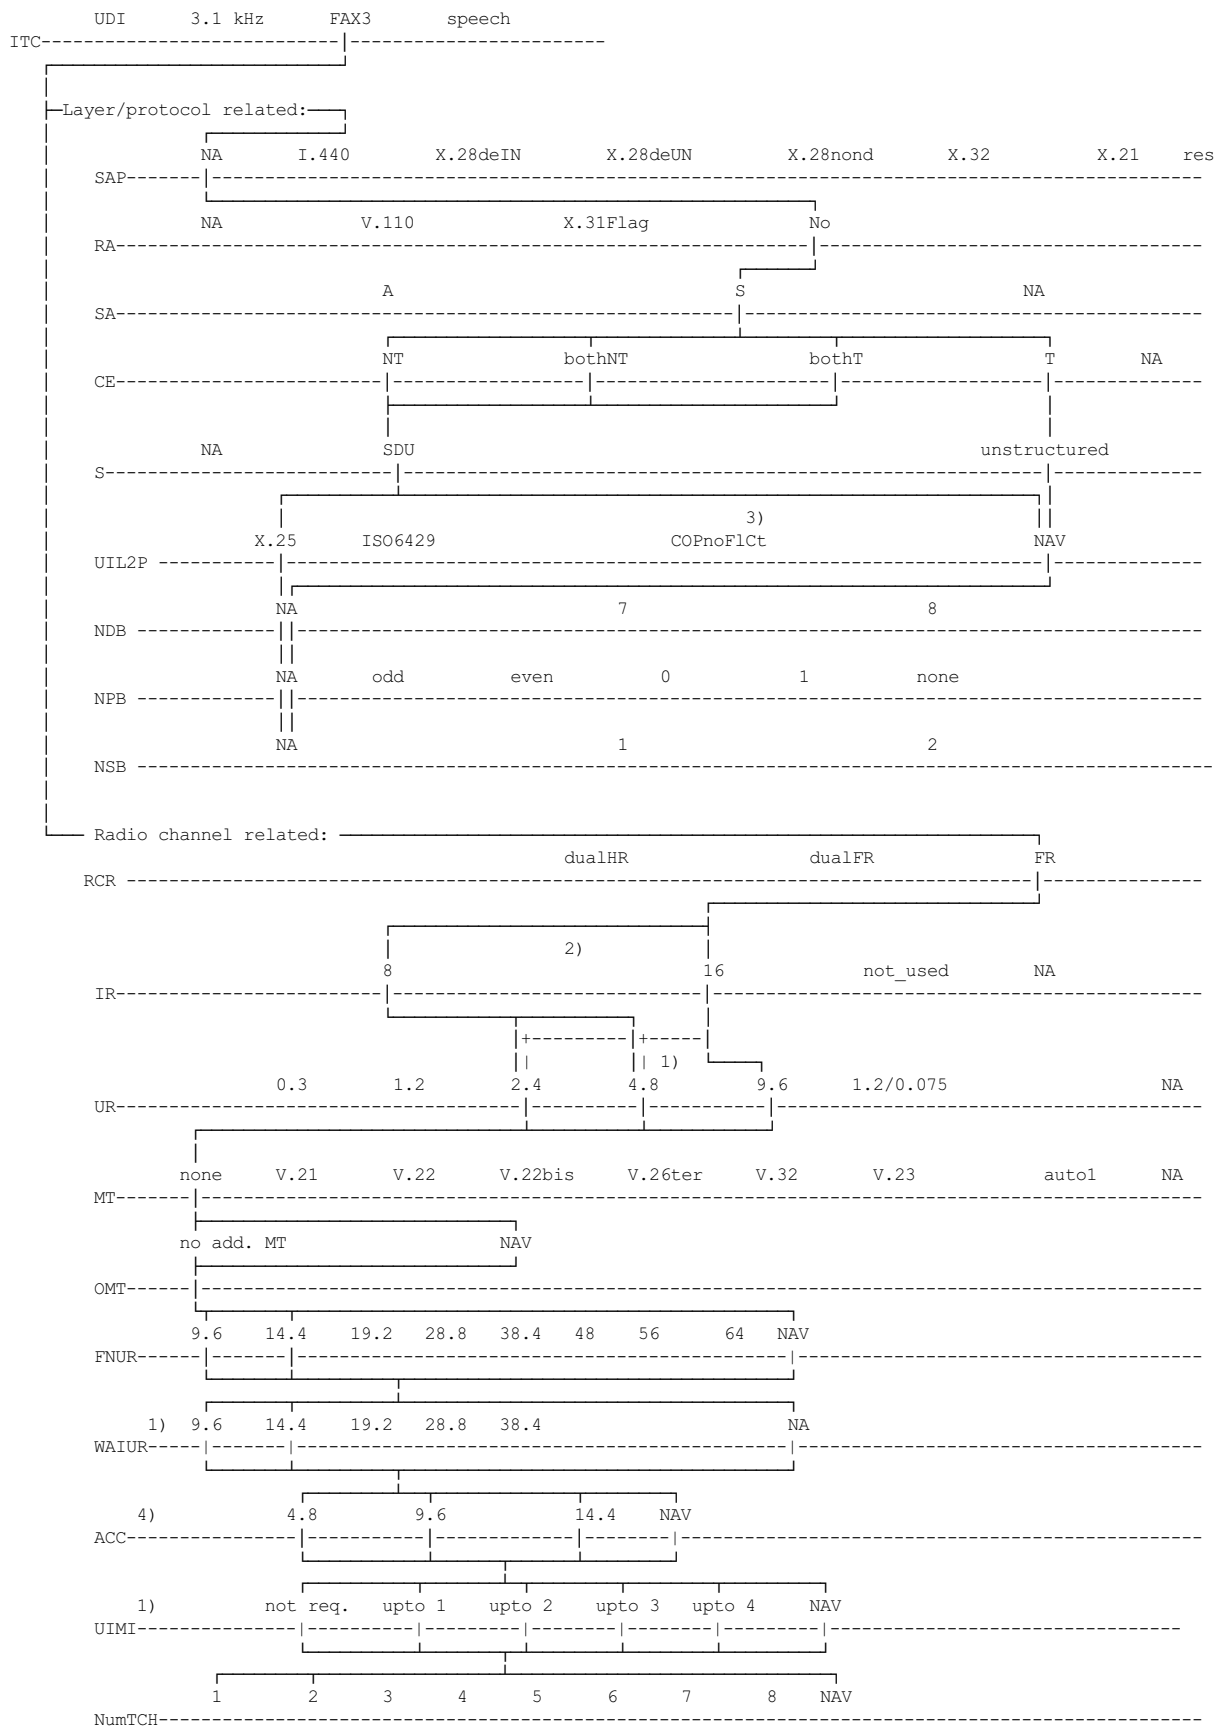 UDI 3.1 kHz FAX3 speech
ITC
Layer/protocol related:
NA I.440 X.28deIN X.28deUN X.28nond X.32 X.21 res
SAP
NA V.110 X.31Flag No
RA
A S NA
SA
NT bothNT bothT T NA
CE
NA SDU unstructured
S
3)
X.25 ISO6429 COPnoFlCt NAV
UIL2P
NA 7 8
NDB
NA odd even 0 1 none
NPB
NA 1 2
NSB
Radio channel related:
dualHR dualFR FR
RCR
2)
8 16 not_used NA
IR
1)
0.3 1.2 2.4 4.8 9.6 1.2/0.075 NA
UR
none V.21 V.22 V.22bis V.26ter V.32 V.23 auto1 NA
MT
no add. MT NAV
OMT
9.6 14.4 19.2 28.8 38.4 48 56 64 NAV
FNUR
1) 9.6 14.4 19.2 28.8 38.4 NA
WAIUR
4) 4.8 9.6 14.4 NAV
ACC
1) not req. upto 1 upto 2 upto 3 upto 4 NAV
UIMI
1 2 3 4 5 6 7 8 NAV
NumTCH